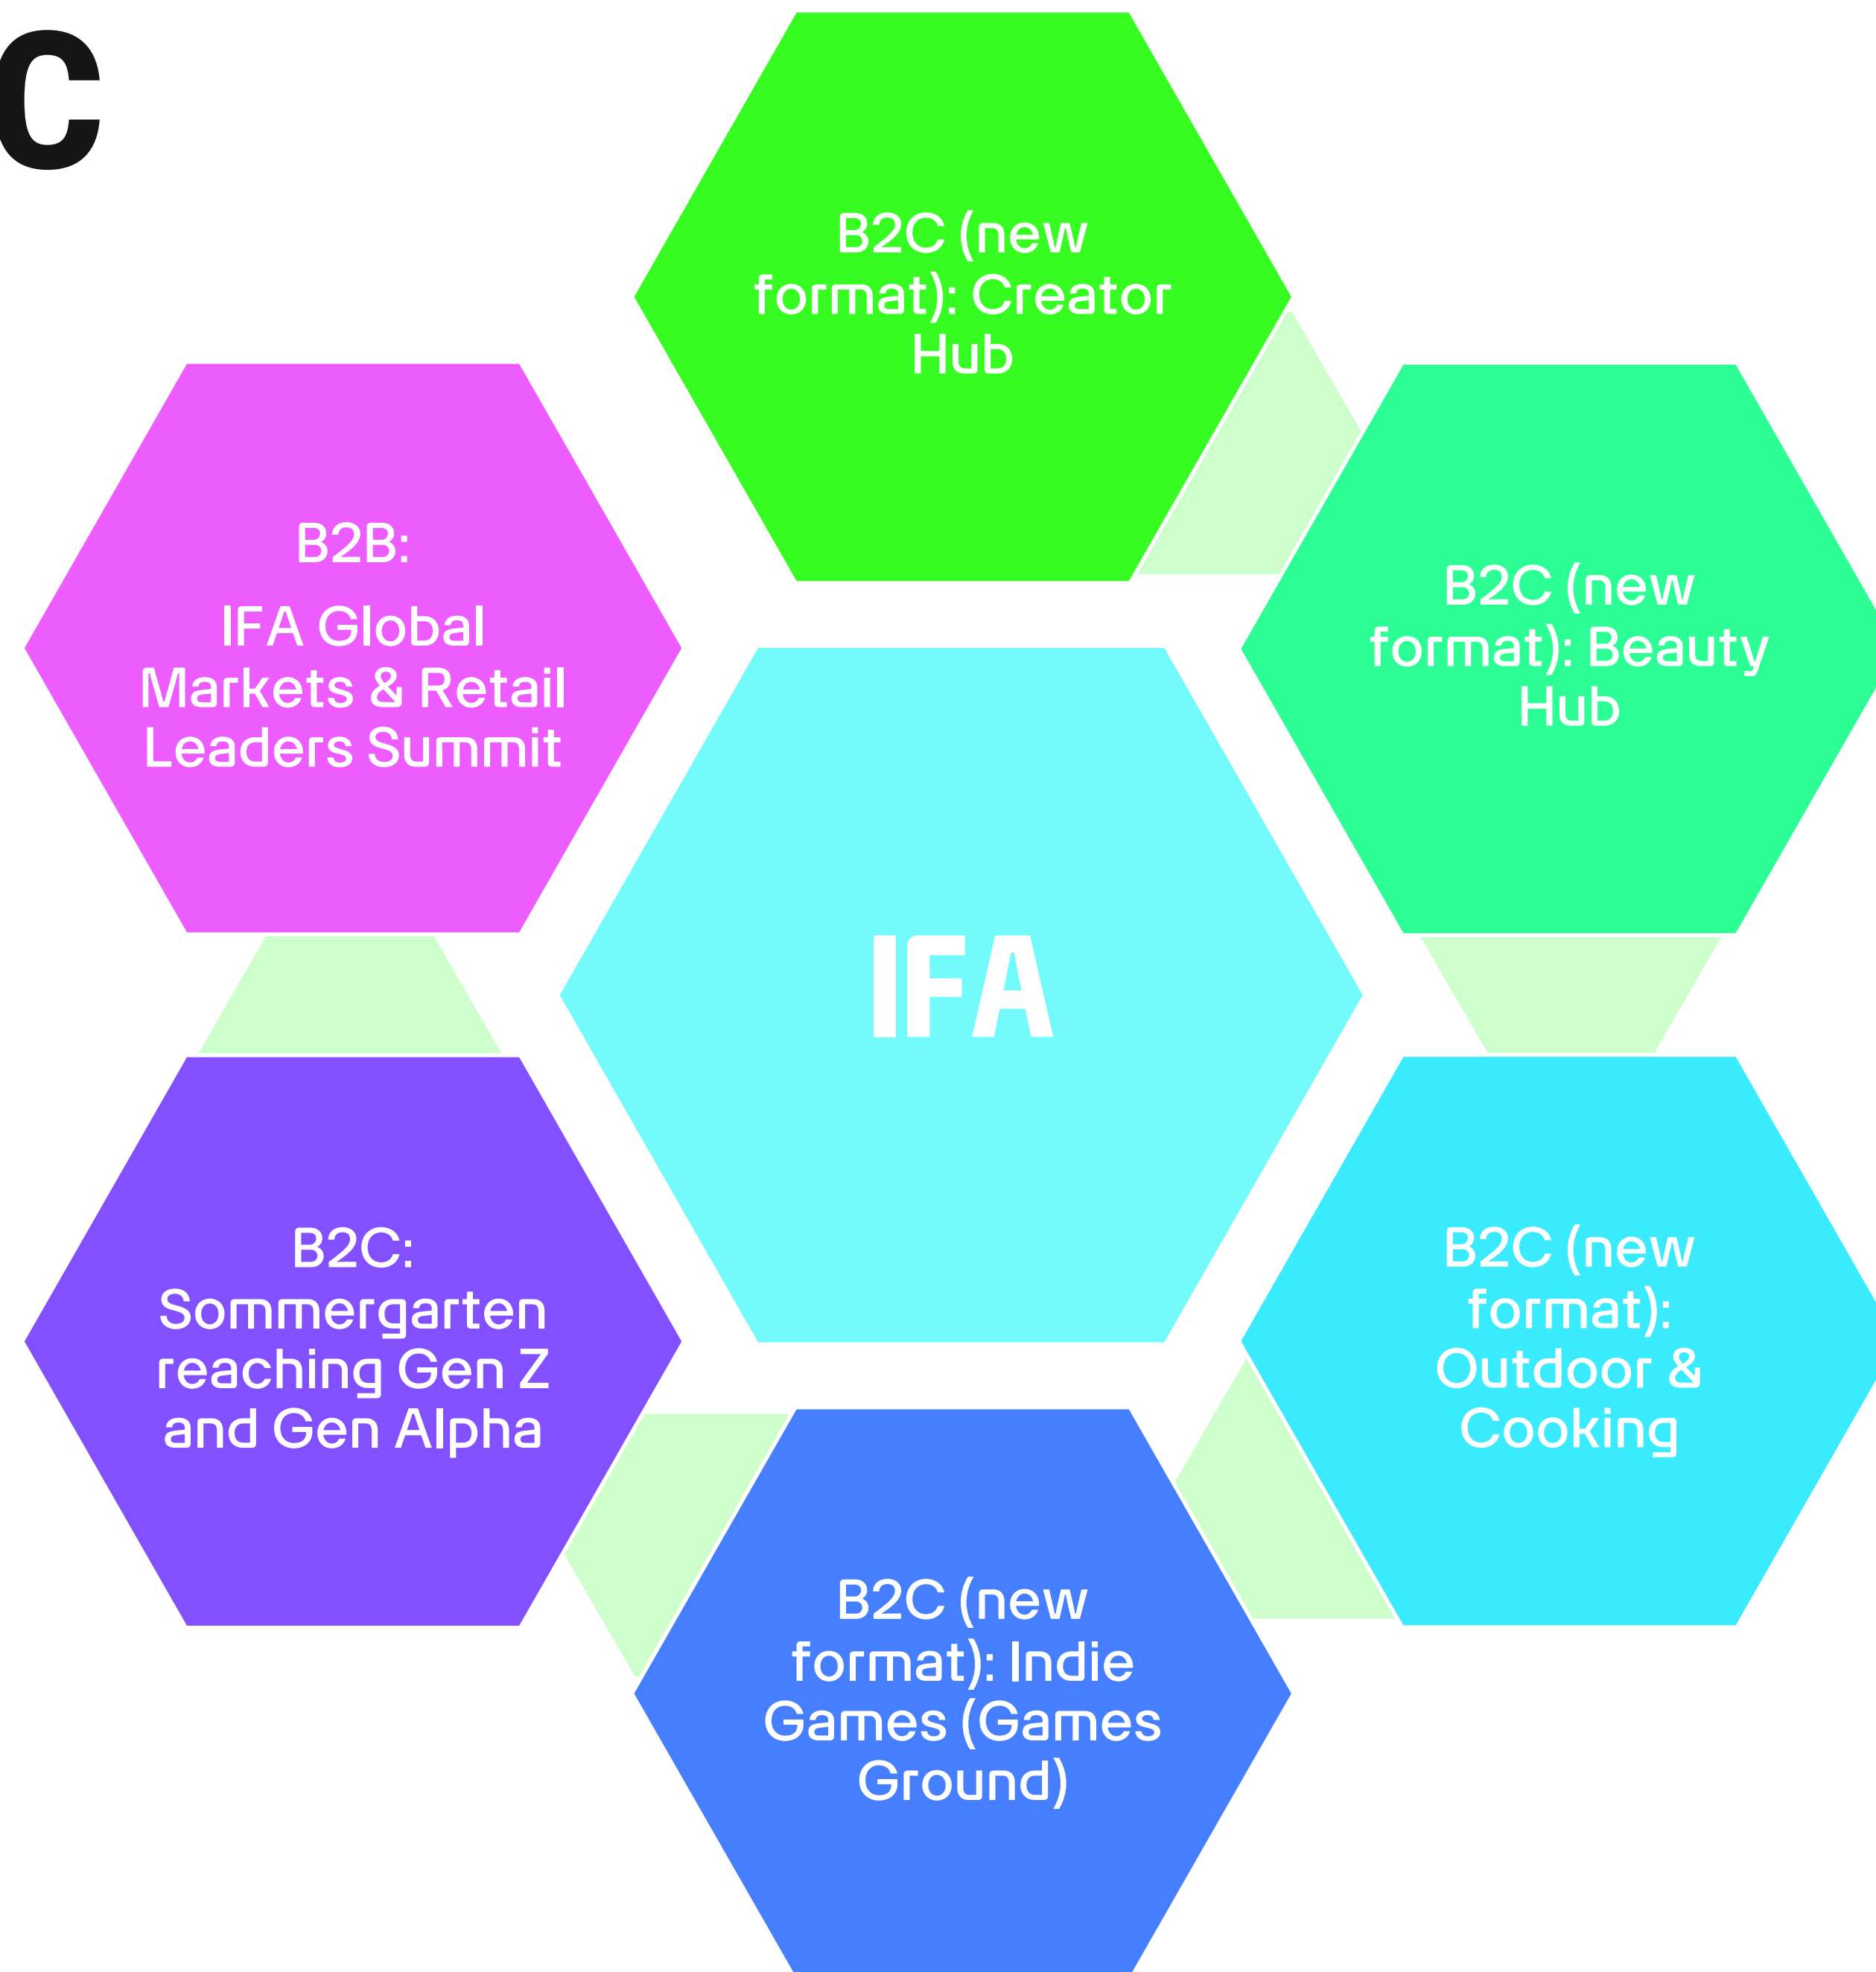 C
B2C (new
format): Creator
Hub
B2B:
IFA Global
Markets & Retail
Leaders Summit
B2C (new
format): Beauty
Hub
IFA
B2C:
Sommergarten
reaching Gen Z
and Gen Alpha
B2C (new
format):
Outdoor &
Cooking
B2C (new
format): Indie
Games (Games
Ground)